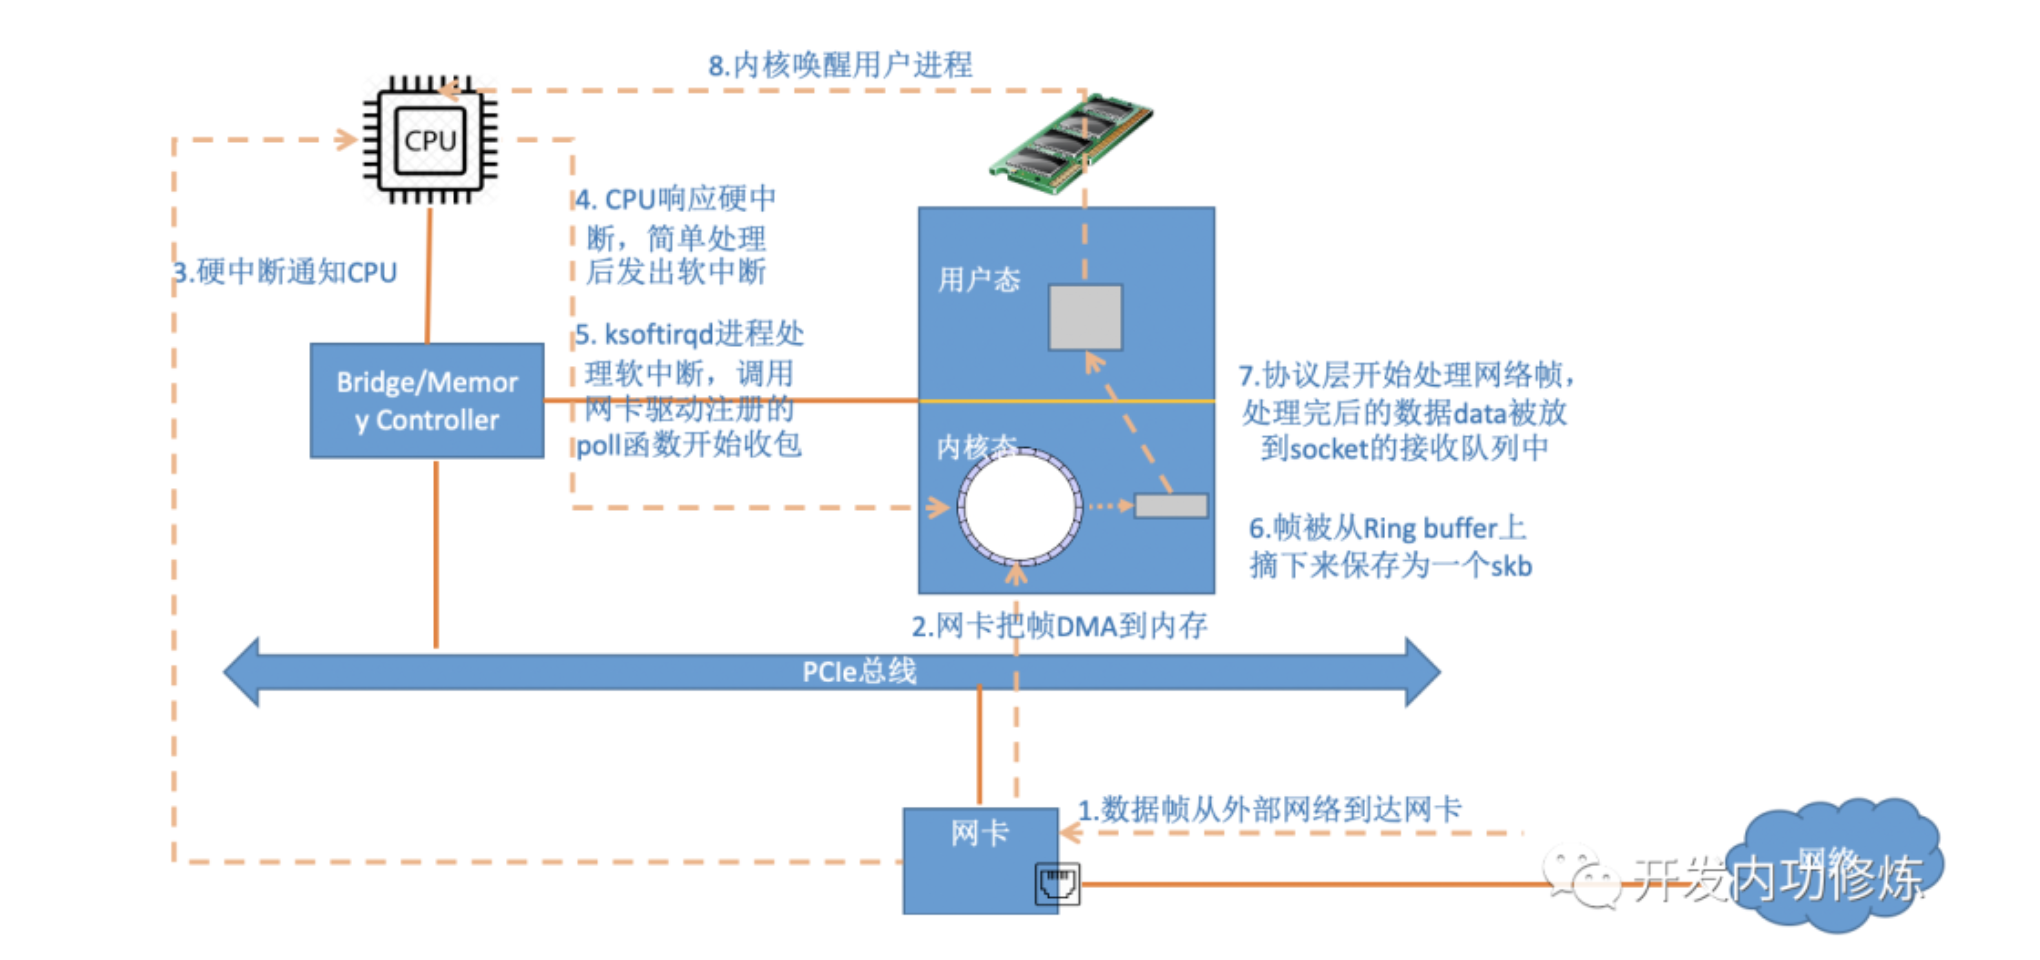 8.内核唤醒用户进程
CPU
4. CPU响应硬中
断，简单处理
后发出软中断
3.硬中断通知CPU
用户态
5. ksoftirqd进程处
理软中断，调用
网卡驱动注册的
poll函数开始收包
Bridge/Memor
y Controller
7.协议层开始处理网络帧，
处理完后的数据data被放
到socket的接收队列中
内核态
6.帧被从Ring buffer上
摘下来保存为一个skb
2.网卡把帧DMA到内存
PCIe总线
1.数据帧从外部网络到达网卡
网卡
网络
开发内功修炼